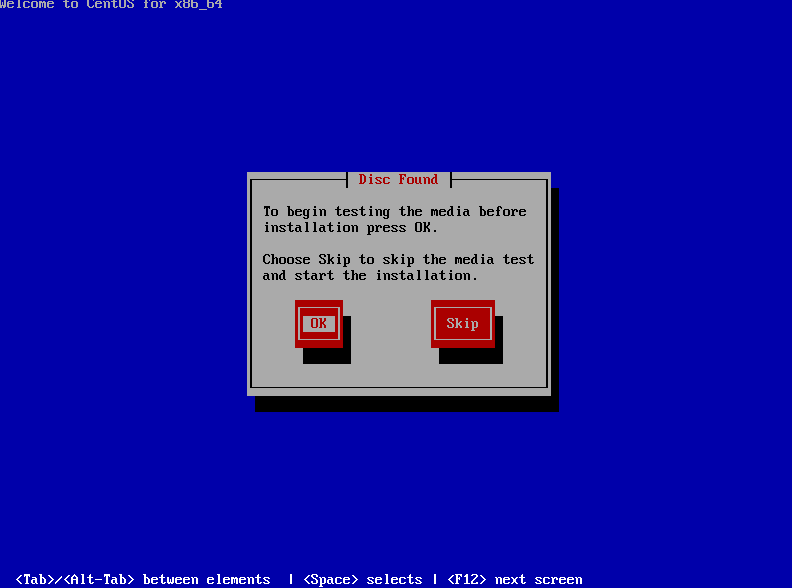 Welcome to CentOS for x86_64
Disc Found
To begin testing the media before
installation press OK.
Choose Skip to skip the media test
and start the installation.
OK Skip
<Tab>/<Alt-Tab> between elements | <Space> selects | <F12> next screen